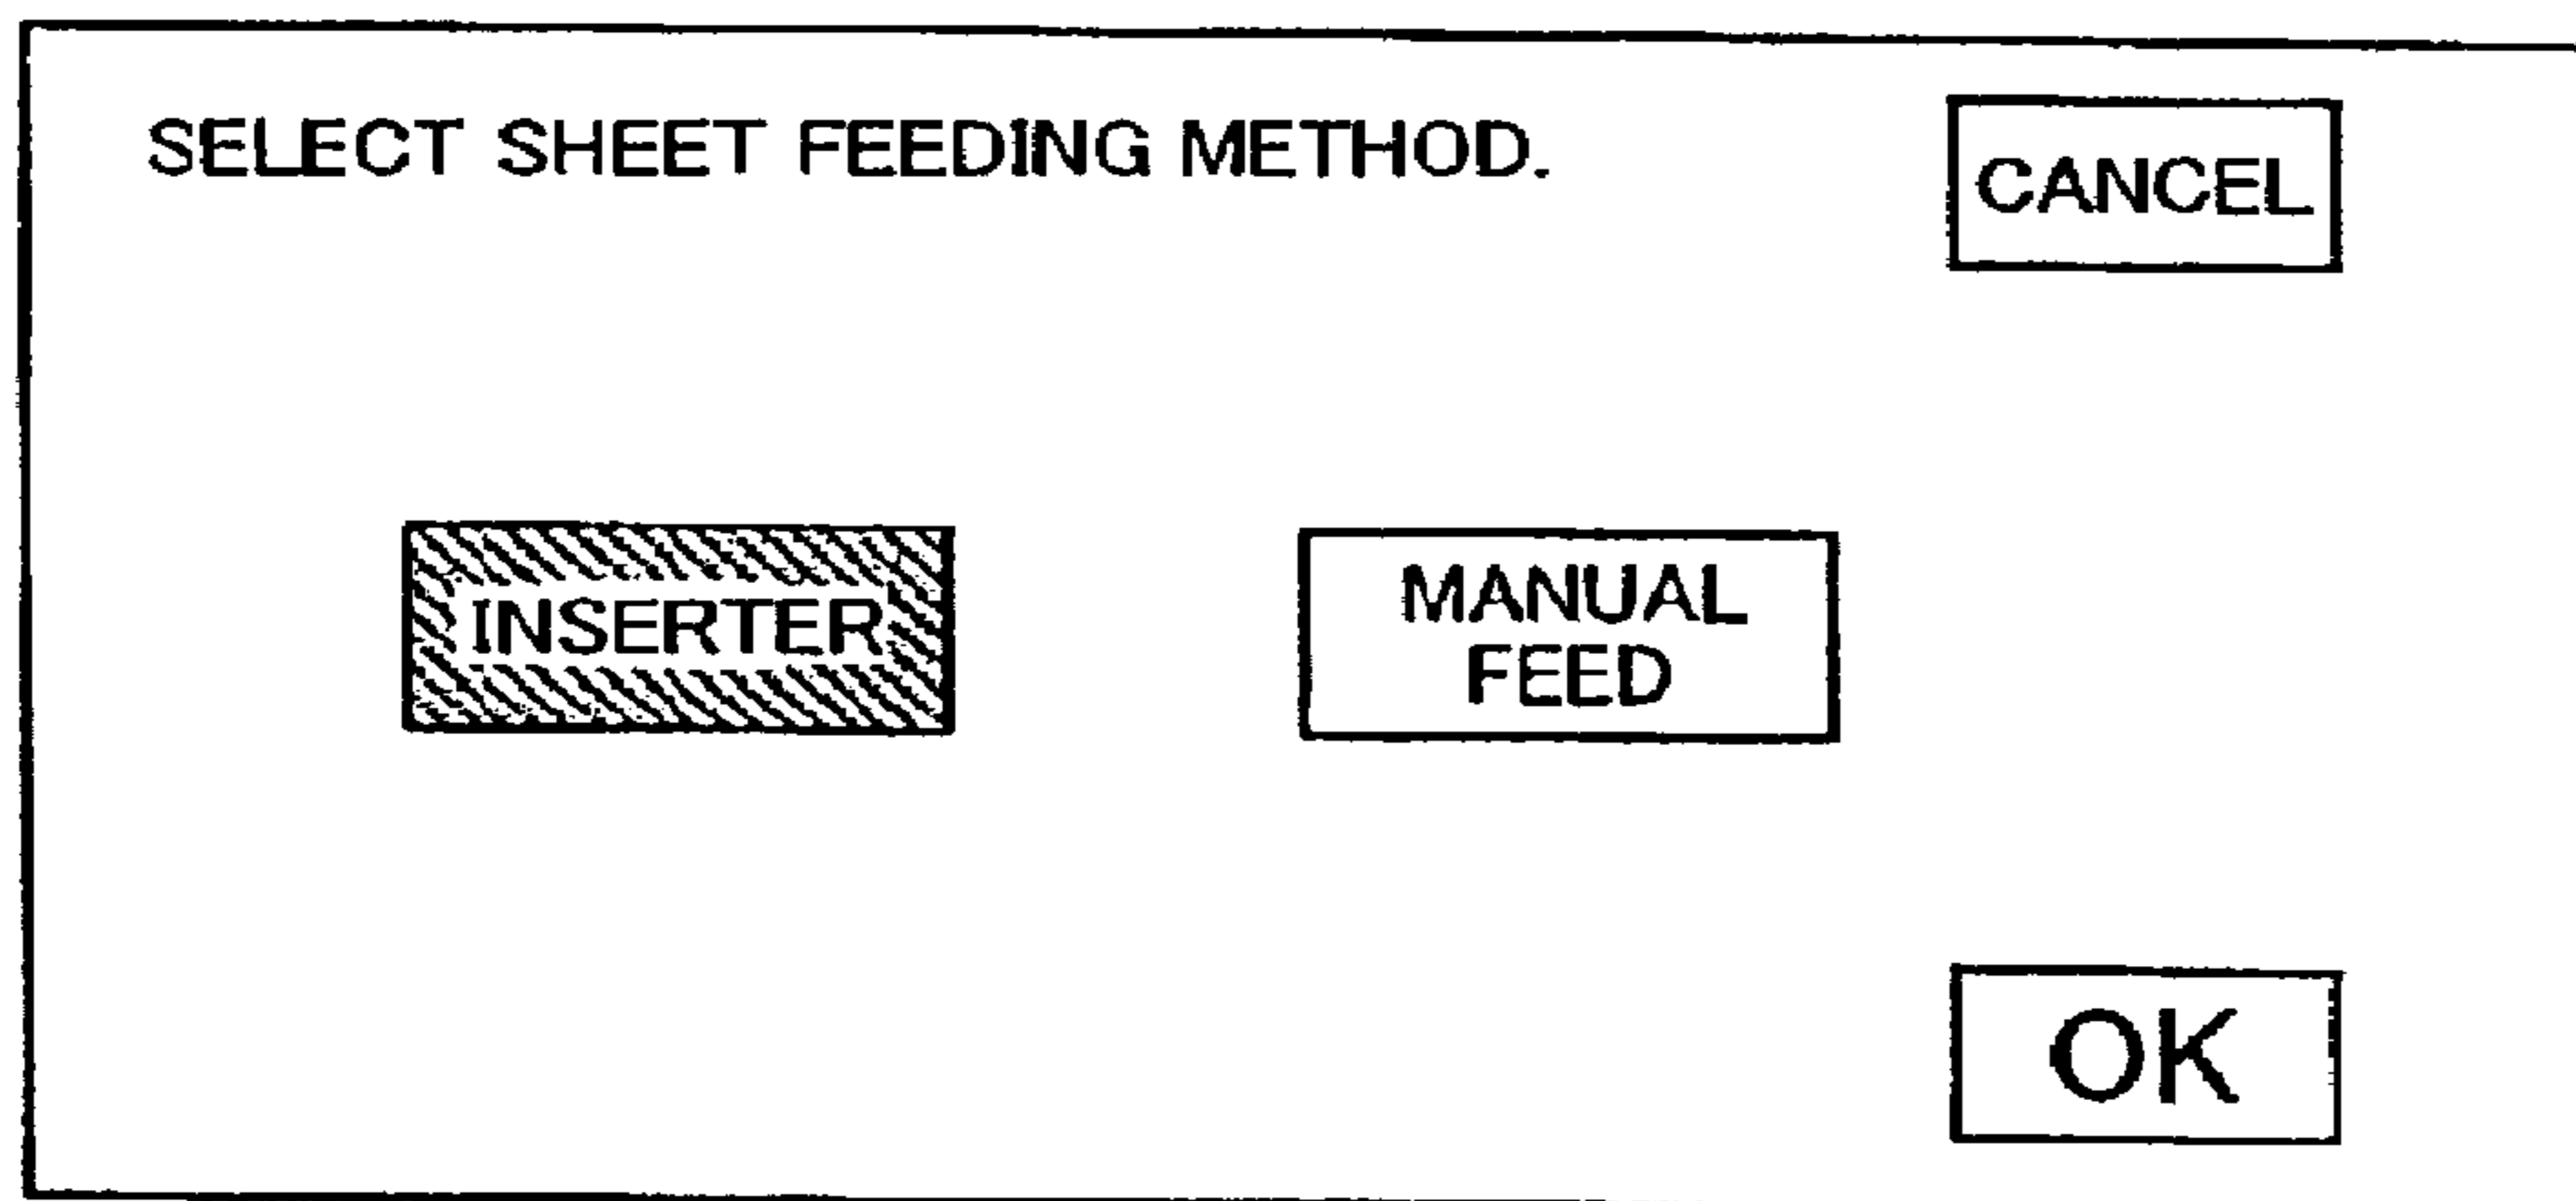 SELECT SHEET FEEDING METHOD.
CANCEL
INSERTER
MANUAL
FEED
OK